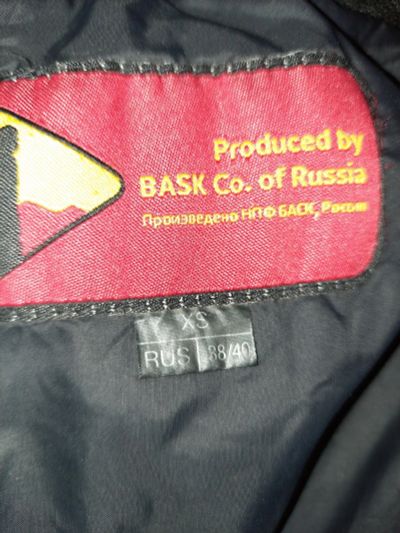 Produced by
BASK Co. of Russia
Произведено НПФ БАСК, Россия
XS
RUS 38/40